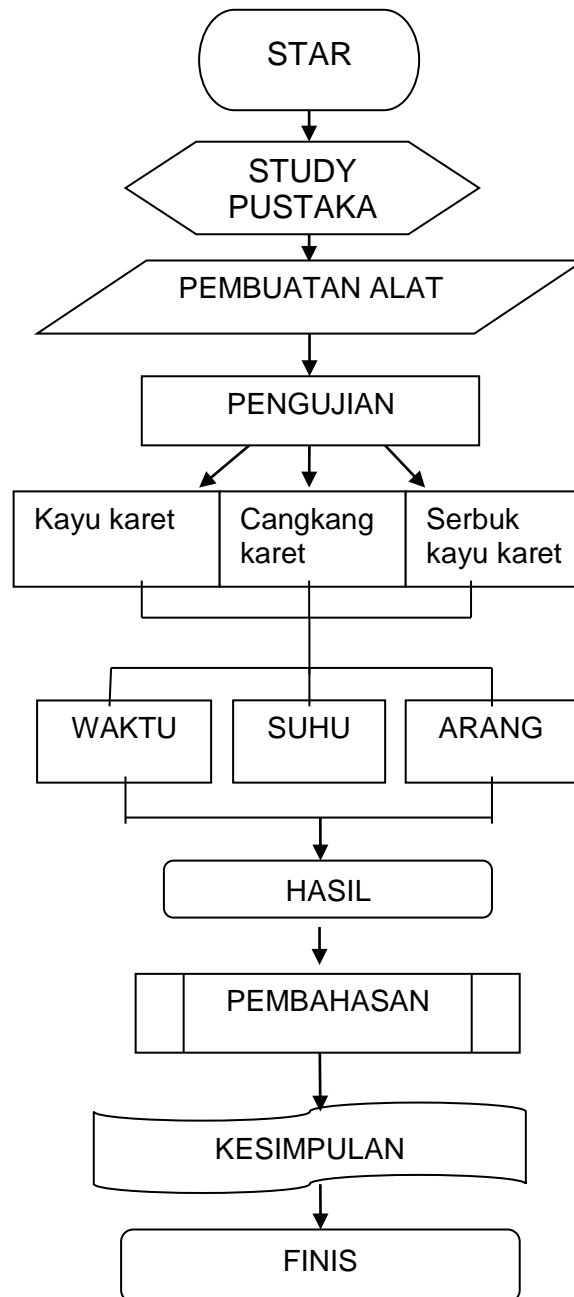 STAR
STUDY
PUSTAKA
PEMBUATAN ALAT
PENGUJIAN
Kayu karet
Cangkang
karet
Serbuk
kayu karet
WAKTU
SUHU
ARANG
HASIL
PEMBAHASAN
KESIMPULAN
FINIS